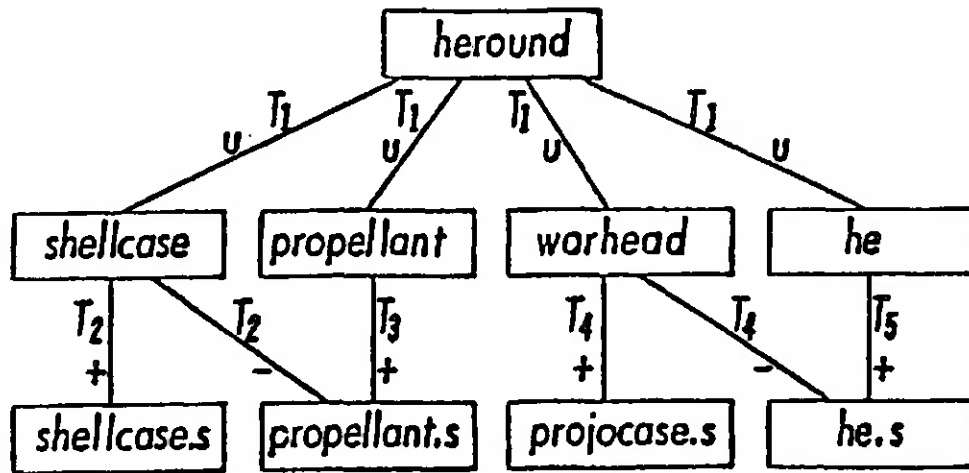 heround
T1 T1 T1 T1
U U U U
shellcase propellant warhead he
T2 T2 T3 T4 T4 T5
+ - + + - +
shellcase.s propellant.s projocase.s he.s